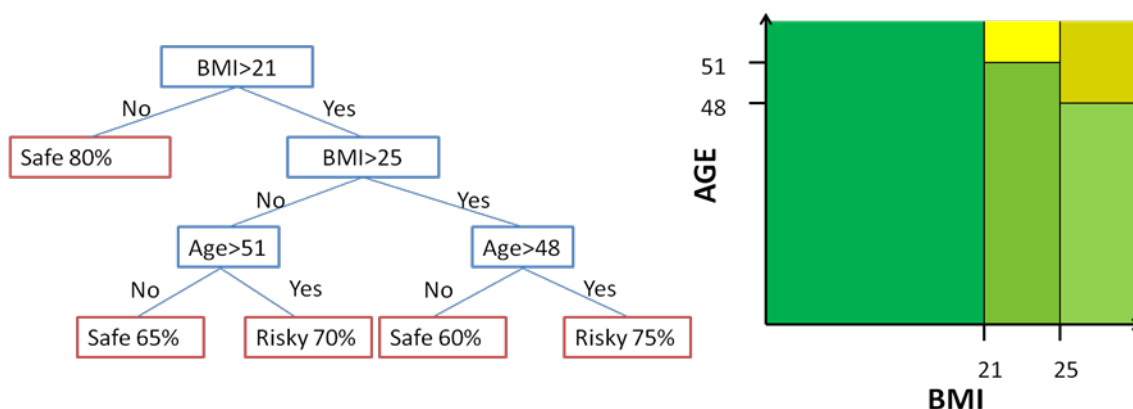 BMI>21
No
Yes
Safe 80%
BMI>25
No
Yes
Age>51
Age>48
No
Yes
No
Yes
Safe 65%
Risky 70%
Safe 60%
Risky 75%
51
48
AGE
21
25
BMI